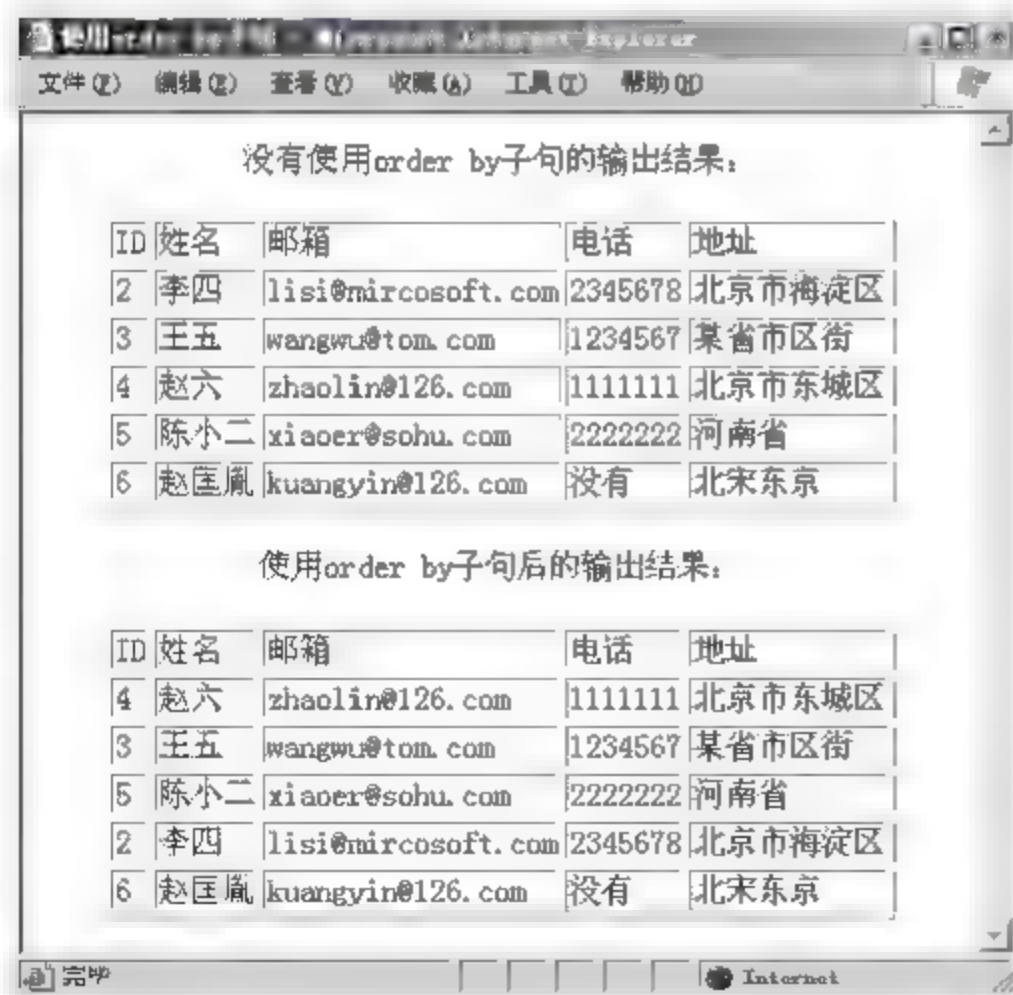 使用order by
文件(F) 编辑(E) 查看(V) 收藏(A) 工具(T) 帮助(H)
没有使用order by子句的输出结果：
ID 姓名 邮箱 电话 地址
2 李四 lisi@mircosoft.com 2345678 北京市海淀区
3 王五 wangwu@tom.com 1234567 某省市区街
4 赵六 zhaolin@126.com 1111111 北京市东城区
5 陈小二 xiaoer@sohu.com 2222222 河南省
6 赵匡胤 kuangyin@126.com 没有 北宋东京
使用order by子句后的输出结果：
ID 姓名 邮箱 电话 地址
4 赵六 zhaolin@126.com 1111111 北京市东城区
3 王五 wangwu@tom.com 1234567 某省市区街
5 陈小二 xiaoer@sohu.com 2222222 河南省
2 李四 lisi@mircosoft.com 2345678 北京市海淀区
6 赵匡胤 kuangyin@126.com 没有 北宋东京
完毕 Internet